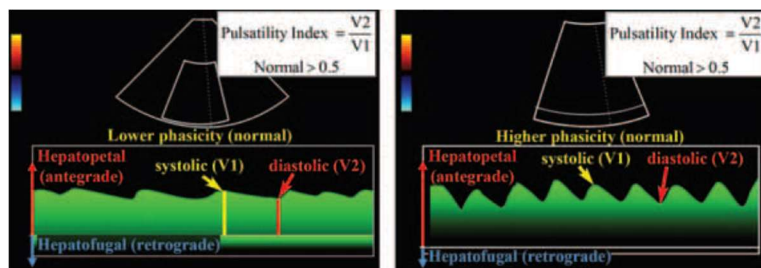 Pulsatility Index = V2
V1
Normal > 0.5
Lower phasicity (normal)
Hepatopetal
(antegrade)
systolic (V1)
diastolic (V2)
Hepatofugal (retrograde)
Pulsatility Index = V2
V1
Normal > 0.5
Higher phasicity (normal)
Hepatopetal
(antegrade)
systolic (V1)
diastolic (V2)
Hepatofugal (retrograde)